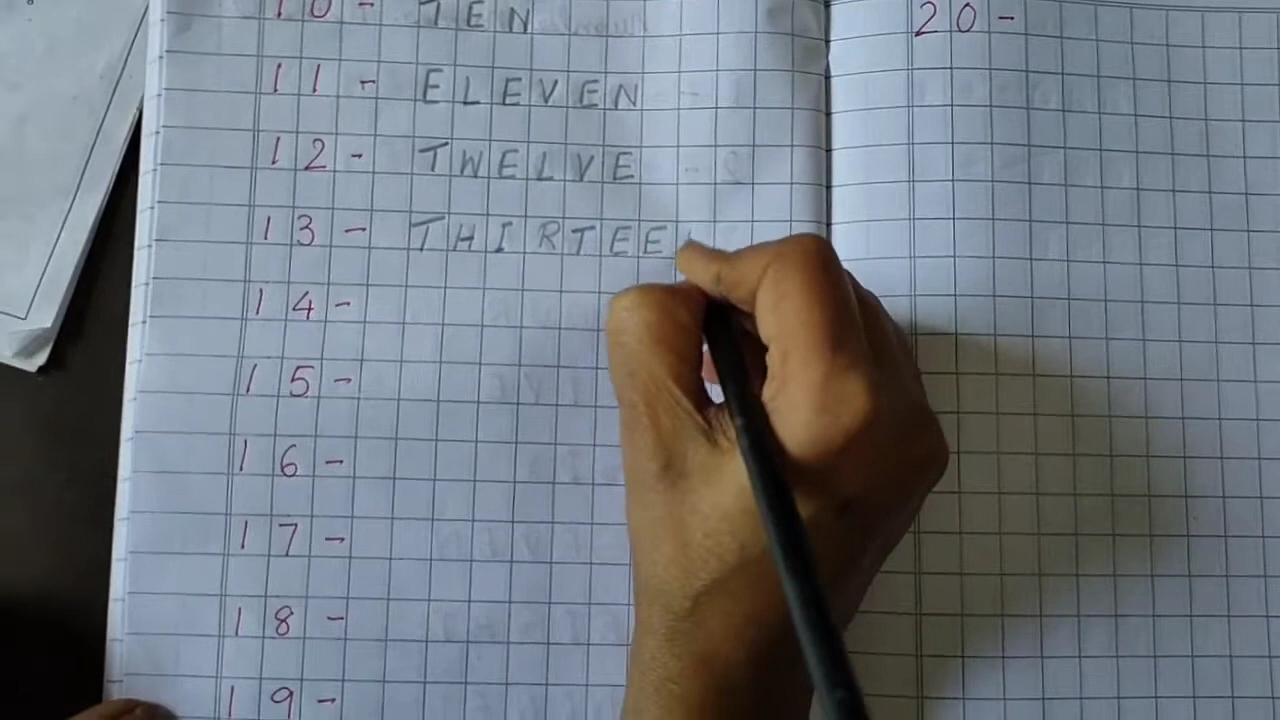 10 - TEN
11 - ELEVEN
12 - TWELVE
13 - THIRTEE
14 -
15 -
16 -
17 -
18 -
19 -
20 -